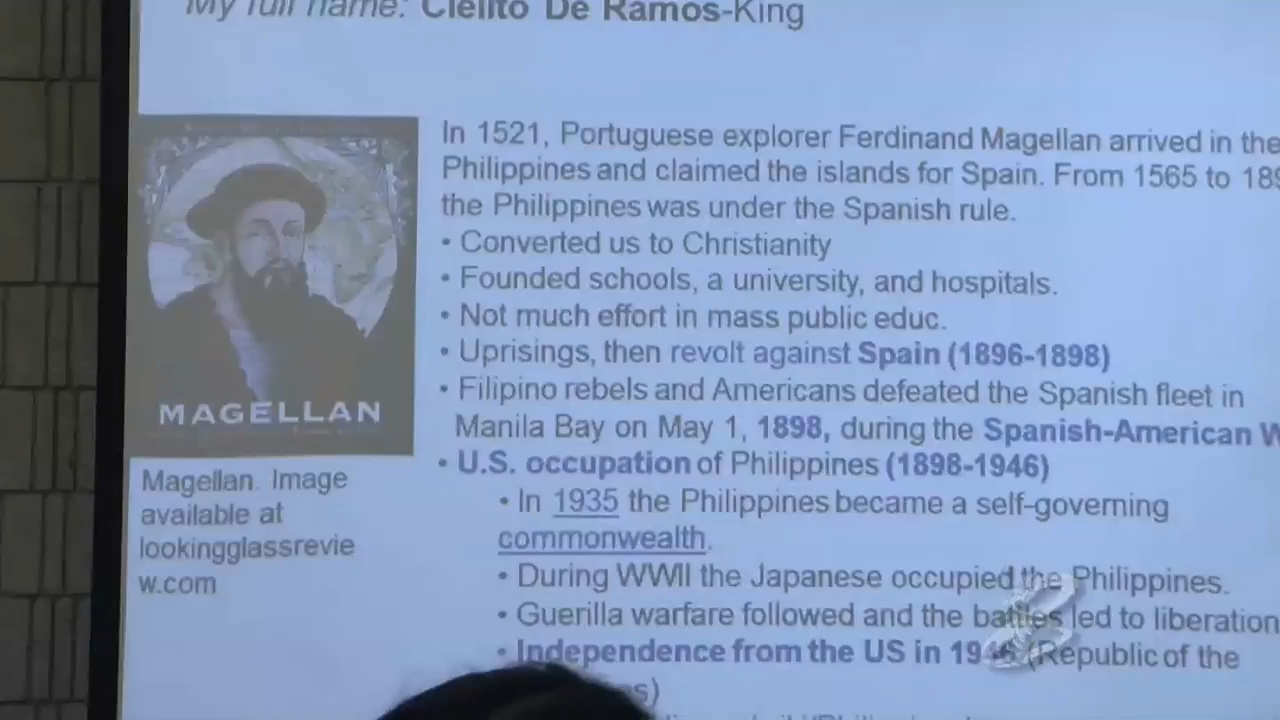 My full name: Cielito De Ramos-King
In 1521, Portuguese explorer Ferdinand Magellan arrived in the
Philippines and claimed the islands for Spain. From 1565 to 189
the Philippines was under the Spanish rule.
• Converted us to Christianity
• Founded schools, a university, and hospitals.
• Not much effort in mass public educ.
• Uprisings, then revolt against Spain (1896-1898)
• Filipino rebels and Americans defeated the Spanish fleet in
Manila Bay on May 1, 1898, during the Spanish-American W
• U.S. occupation of Philippines (1898-1946)
• In 1935 the Philippines became a self-governing
commonwealth.
• During WWII the Japanese occupied the Philippines.
• Guerilla warfare followed and the battles led to liberation
• Independence from the US in 1946 (Republic of the
es)
MAGELLAN
Magellan. Image
available at
lookingglassrevie
w.com